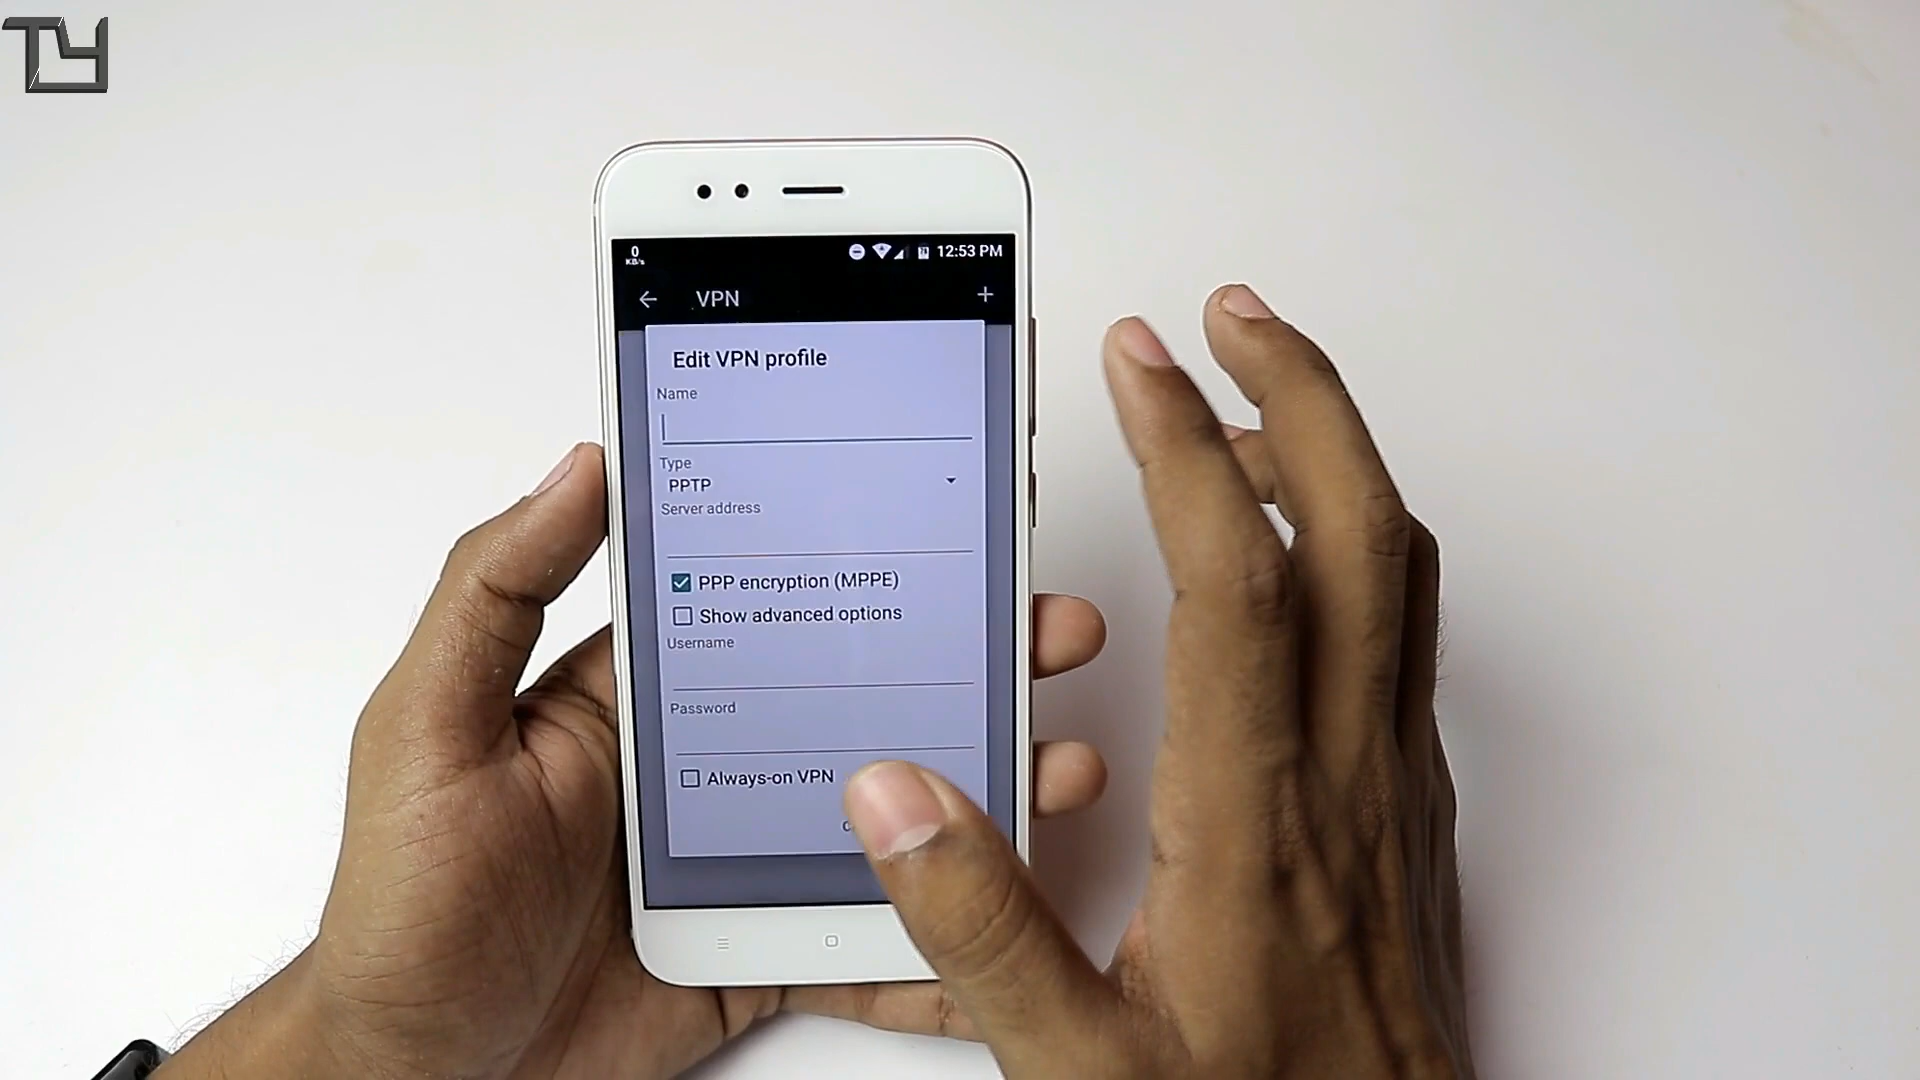 TY
0
KB/s
12:53 PM
VPN
Edit VPN profile
Name
Type
PPTP
Server address
PPP encryption (MPPE)
Show advanced options
Username
Password
Always-on VPN